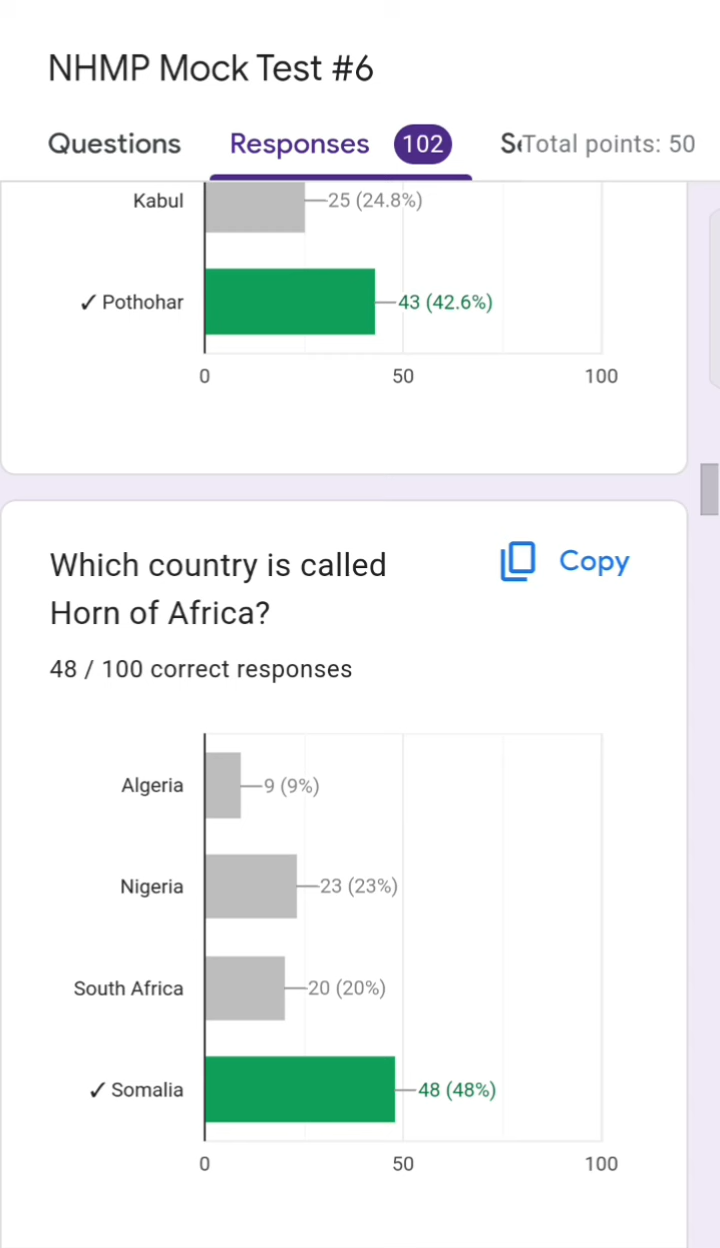 NHMP Mock Test #6
Questions Responses 102 Total points: 50
Kabul 25 (24.8%)
✓ Pothohar 43 (42.6%)
0 50 100
Which country is called
Horn of Africa?
Copy
48 / 100 correct responses
Algeria 9 (9%)
Nigeria 23 (23%)
South Africa 20 (20%)
✓ Somalia 48 (48%)
0 50 100